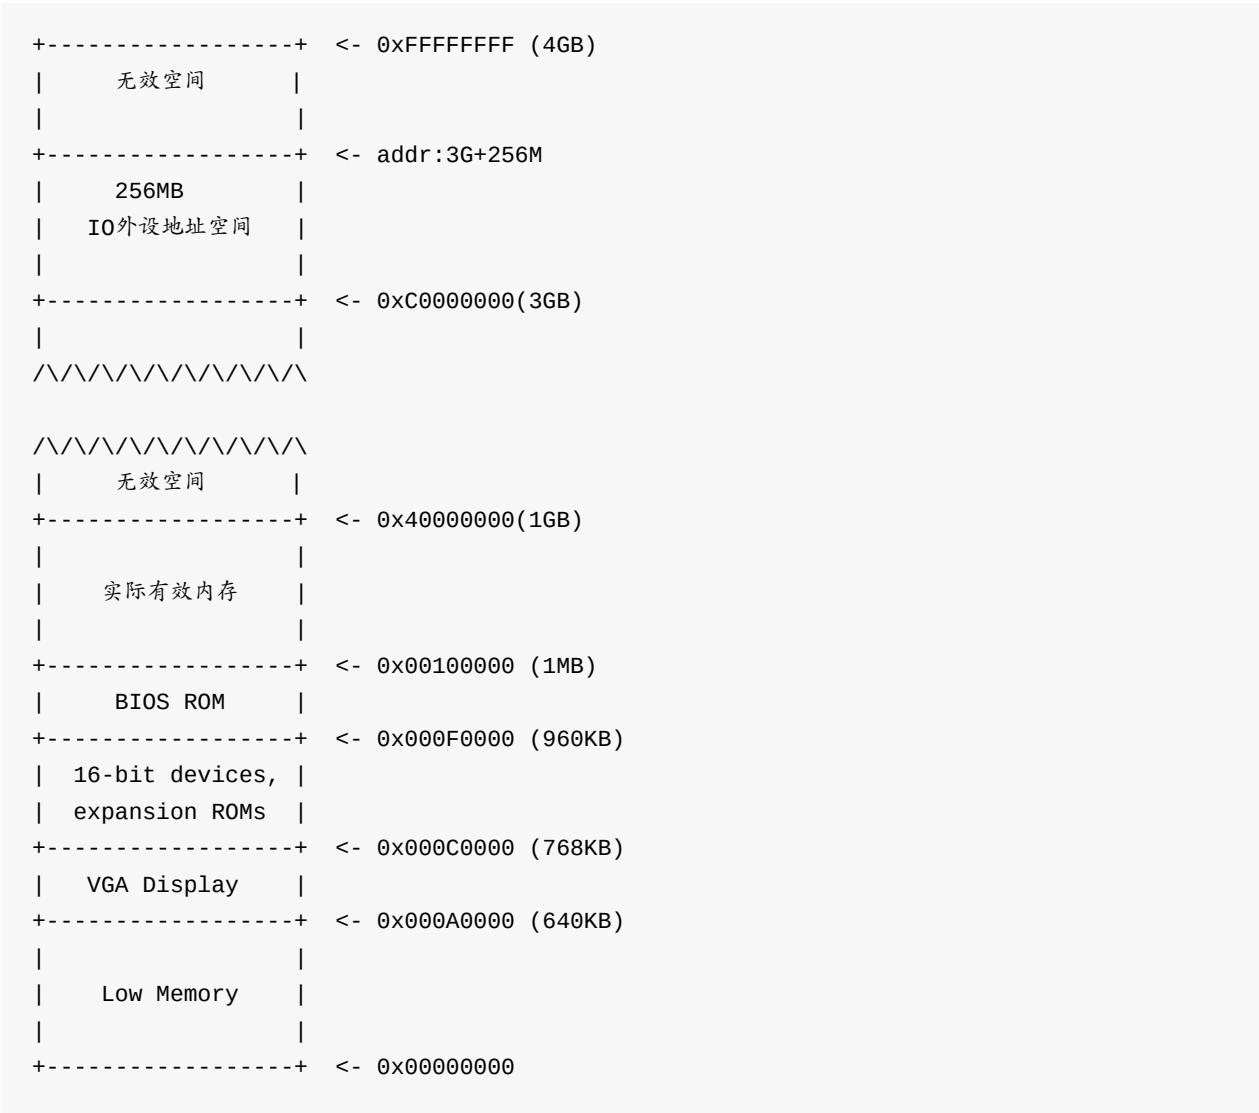 +------------------+  <- 0xFFFFFFFF (4GB)
|     无效空间      |
|                  |
+------------------+  <- addr:3G+256M
|     256MB        |
|   IO外设地址空间   |
|                  |
+------------------+  <- 0xC0000000(3GB)
|                  |
/\/\/\/\/\/\/\/\/\/\
/\/\/\/\/\/\/\/\/\/\
|     无效空间      |
+------------------+  <- 0x40000000(1GB)
|                  |
|    实际有效内存    |
|                  |
+------------------+  <- 0x00100000 (1MB)
|     BIOS ROM     |
+------------------+  <- 0x000F0000 (960KB)
|  16-bit devices, |
|  expansion ROMs  |
+------------------+  <- 0x000C0000 (768KB)
|   VGA Display    |
+------------------+  <- 0x000A0000 (640KB)
|                  |
|    Low Memory    |
|                  |
+------------------+  <- 0x00000000